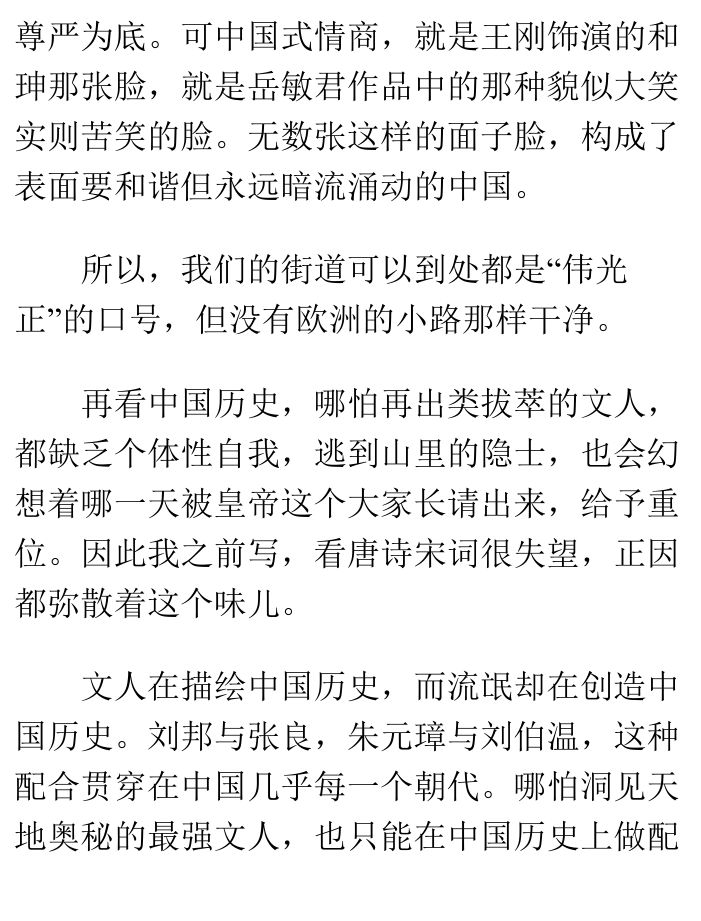 尊严为底。可中国式情商，就是王刚饰演的和
珅那张脸，就是岳敏君作品中的那种貌似大笑
实则苦笑的脸。无数张这样的面子脸，构成了
表面要和谐但永远暗流涌动的中国。
所以，我们的街道可以到处都是“伟光
正”的口号，但没有欧洲的小路那样干净。
再看中国历史，哪怕再出类拔萃的文人，
都缺乏个体性自我，逃到山里的隐士，也会幻
想着哪一天被皇帝这个大家长请出来，给予重
位。因此我之前写，看唐诗宋词很失望，正因
都弥散着这个味儿。
文人在描绘中国历史，而流氓却在创造中
国历史。刘邦与张良，朱元璋与刘伯温，这种
配合贯穿在中国几乎每一个朝代。哪怕洞见天
地奥秘的最强文人，也只能在中国历史上做配